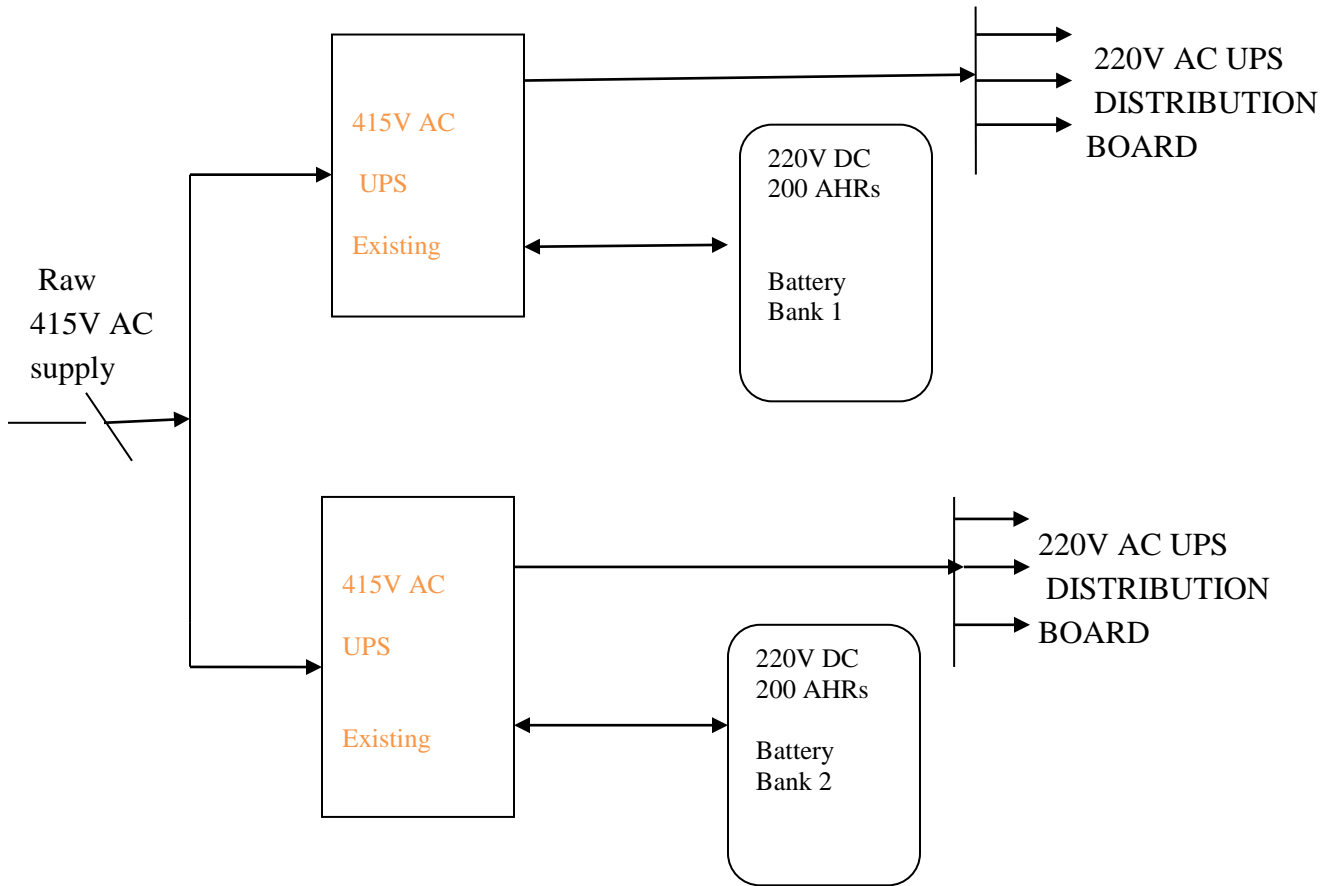 Raw
415V AC
supply
415V AC
UPS
Existing
220V DC
200 AHRs
Battery
Bank 1
220V AC UPS
DISTRIBUTION
BOARD
415V AC
UPS
Existing
220V DC
200 AHRs
Battery
Bank 2
220V AC UPS
DISTRIBUTION
BOARD